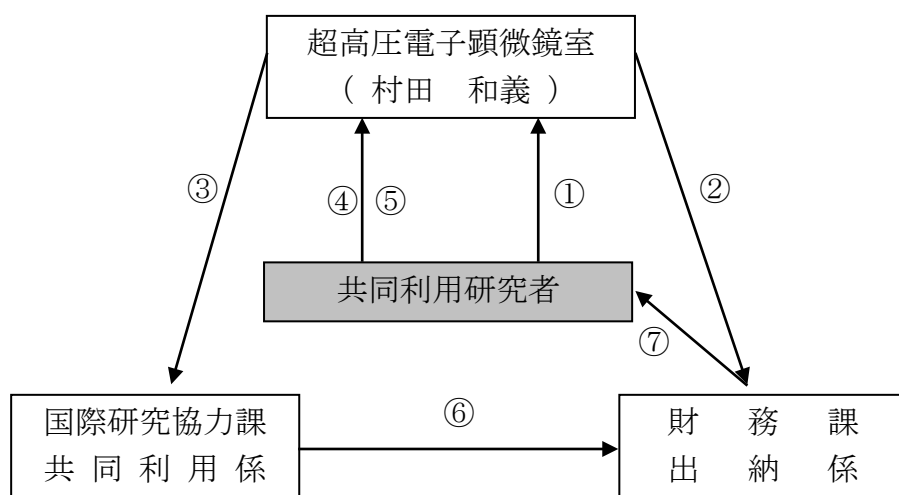 超高圧電子顕微鏡室
( 村田 和義 )
③
④ ⑤
①
②
共同利用研究者
⑦
国際研究協力課
共 同 利 用 係
⑥
財 務 課
出 納 係